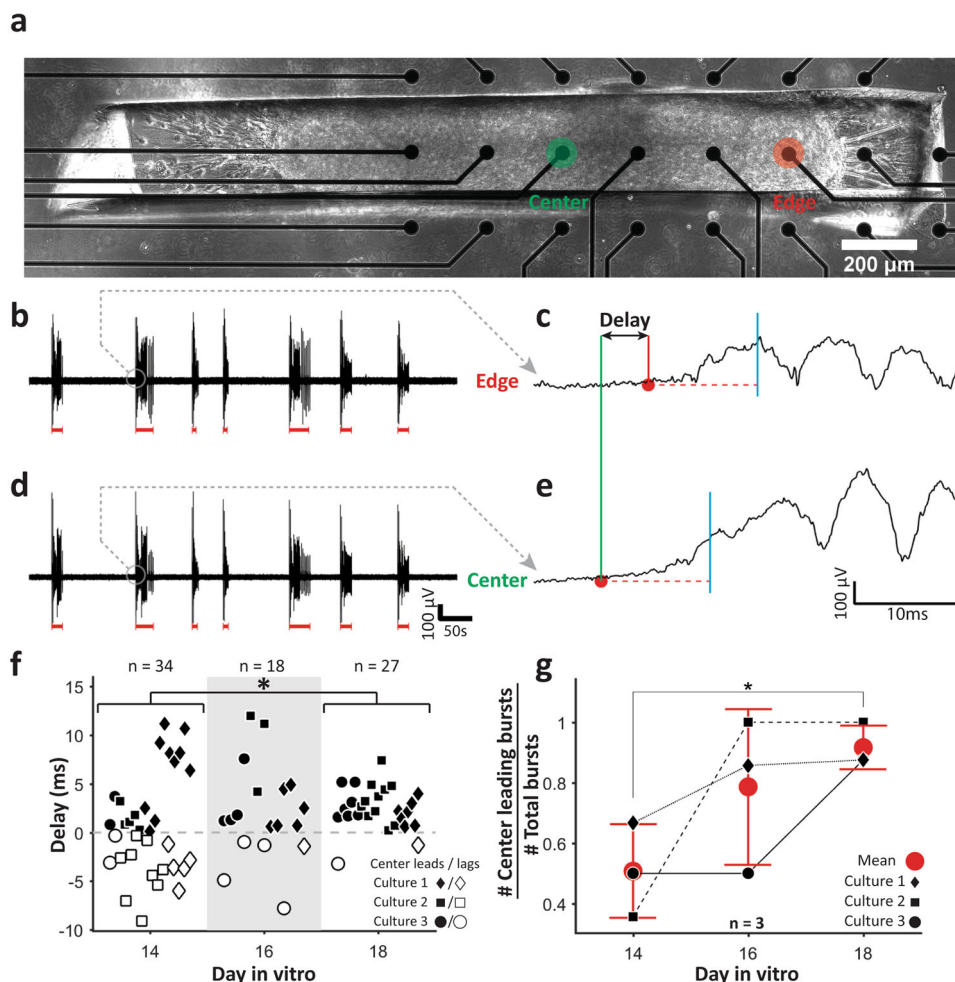 a
Center
Edge
200 µm
b
Edge
c
Delay
d
Center
100 µV
50s
e
100 µV
10ms
f
n = 34
n = 18
n = 27
*
15
10
5
0
-5
-10
Delay (ms)
Center leads / lags
Culture 1 /
Culture 2 /
Culture 3 /
14
16
18
Day in vitro
g
*
1
0.8
0.6
0.4
# Center leading bursts
# Total bursts
Mean
Culture 1
Culture 2
Culture 3
n = 3
14
16
18
Day in vitro